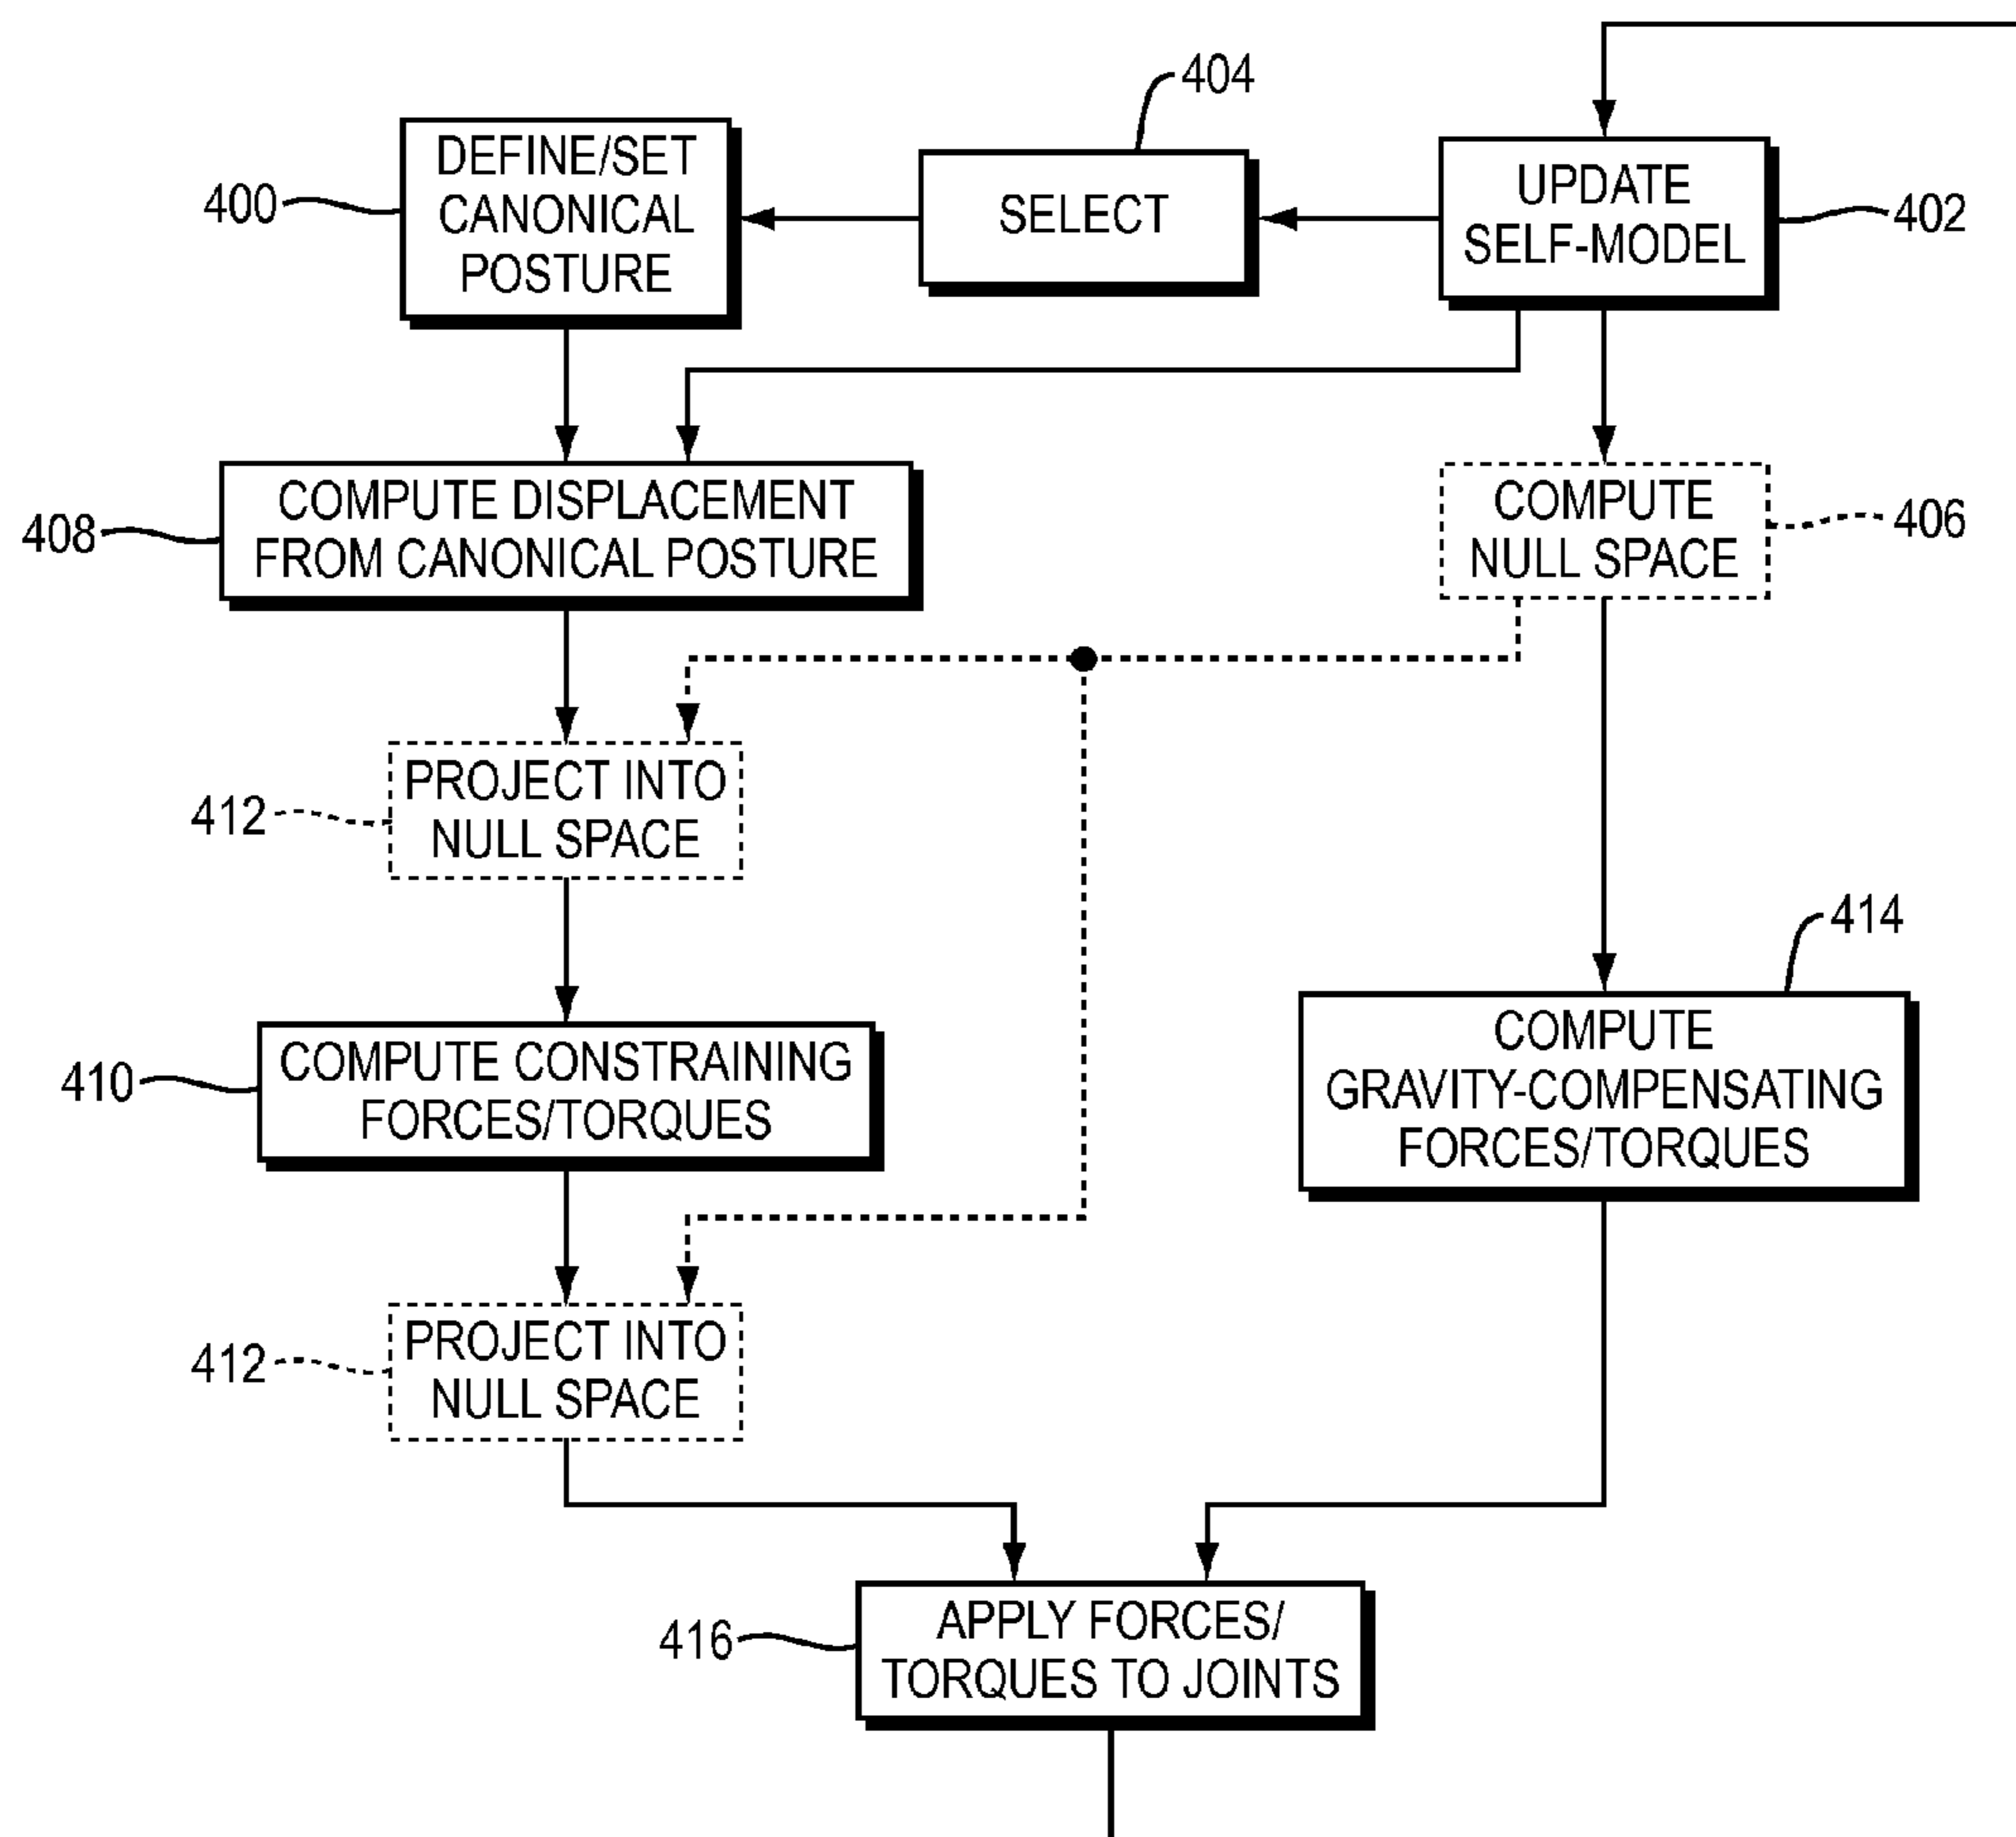 404
DEFINE/SET
CANONICAL
POSTURE
400
SELECT
UPDATE
SELF-MODEL
402
COMPUTE DISPLACEMENT
FROM CANONICAL POSTURE
408
COMPUTE
NULL SPACE
406
PROJECT INTO
NULL SPACE
412
414
COMPUTE CONSTRAINING
FORCES/TORQUES
410
COMPUTE
GRAVITY-COMPENSATING
FORCES/TORQUES
PROJECT INTO
NULL SPACE
412
APPLY FORCES/
TORQUES TO JOINTS
416